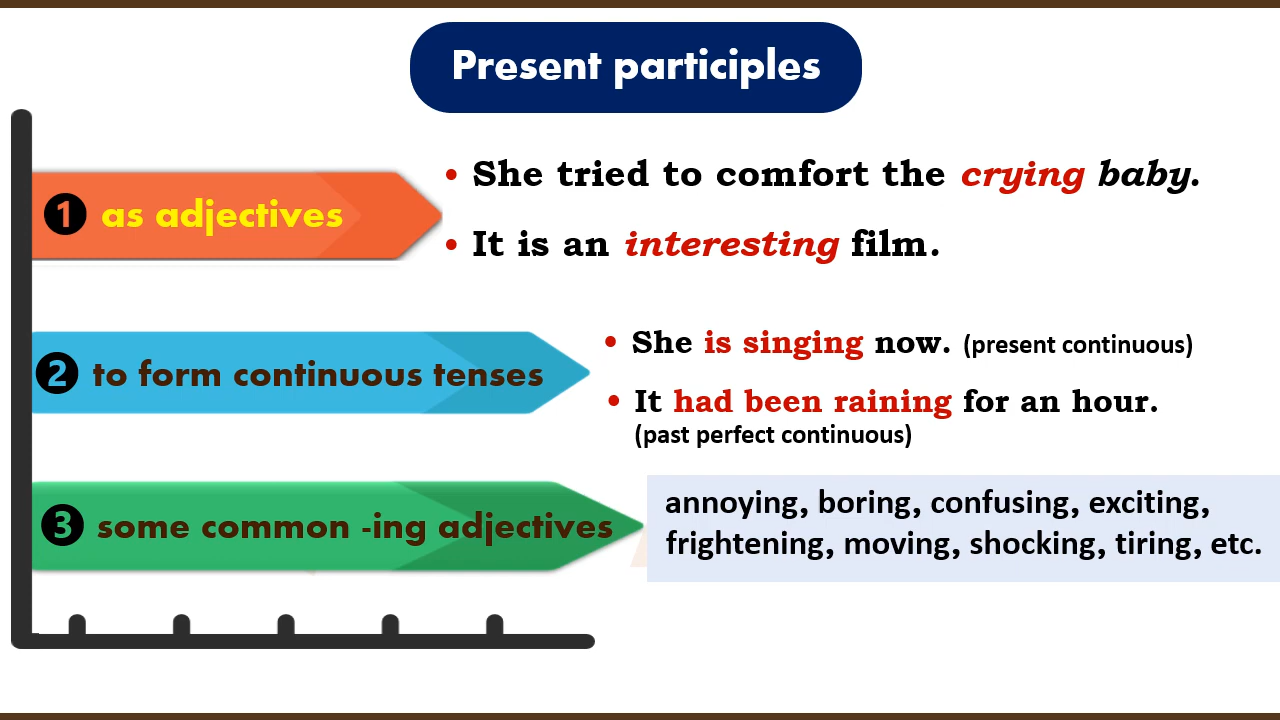 Present participles
1 as adjectives
• She tried to comfort the crying baby.
• It is an interesting film.
2 to form continuous tenses
• She is singing now. (present continuous)
• It had been raining for an hour.
(past perfect continuous)
3 some common -ing adjectives
annoying, boring, confusing, exciting,
frightening, moving, shocking, tiring, etc.